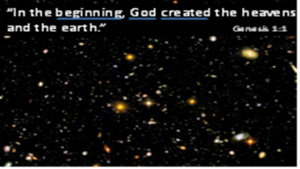 “In the beginning, God created the heavens
and the earth.” Genesis 1:1